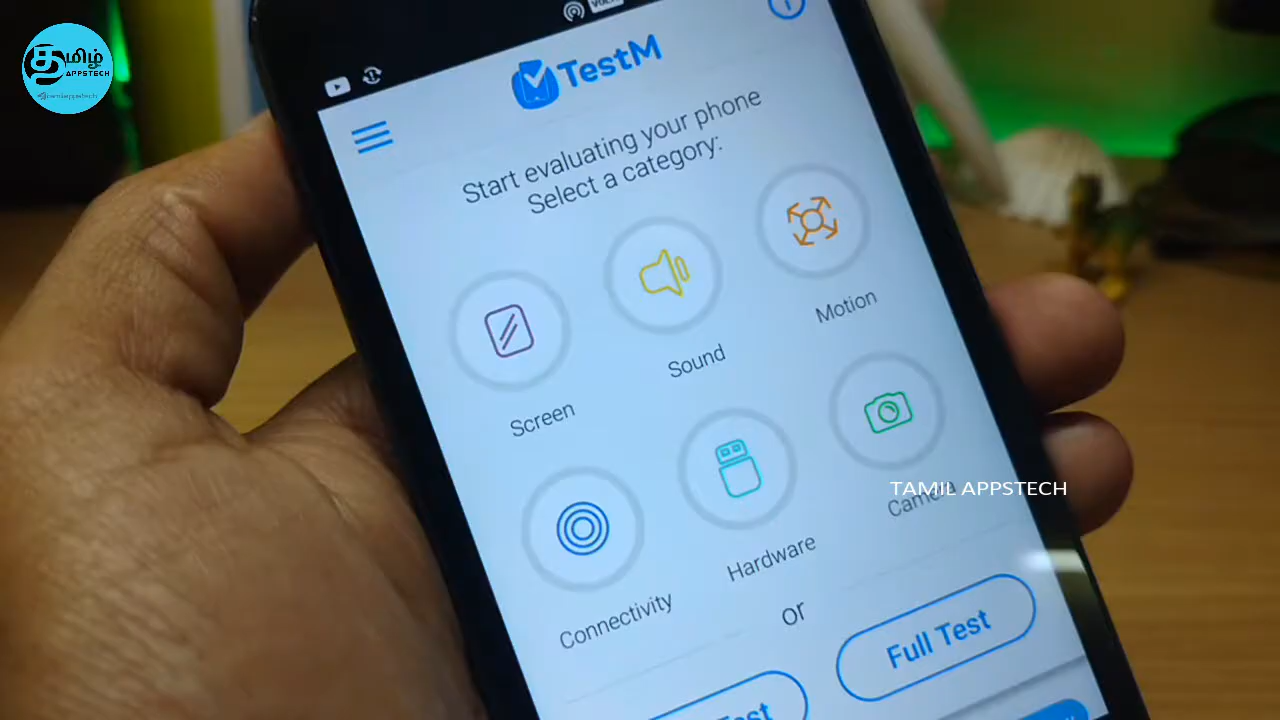 தமிழ்
APPSTECH
TestM
Start evaluating your phone
Select a category:
Screen
Sound
Motion
Connectivity
Hardware
Camera
TAMIL APPSTECH
or
Full Test